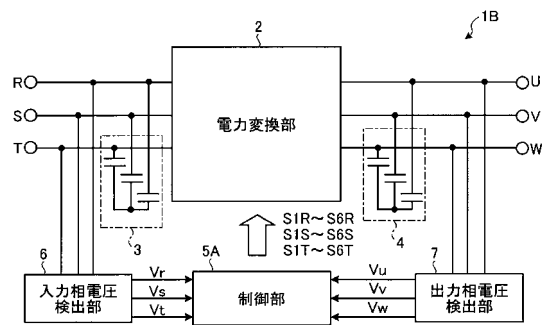 1B
2
R
S
T
電力変換部
U
V
W
3
4
S1R～S6R
S1S～S6S
S1T～S6T
6
5A
7
入力相電圧
検出部
Vr
Vs
Vt
制御部
Vu
Vv
Vw
出力相電圧
検出部